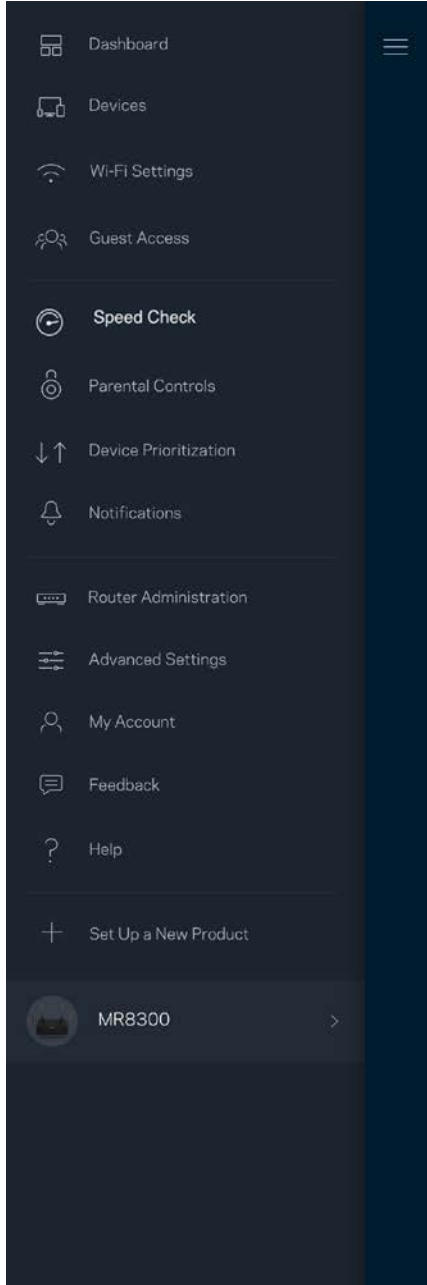 Dashboard
Devices
Wi-Fi Settings
Guest Access
Speed Check
Parental Controls
Device Prioritization
Notifications
Router Administration
Advanced Settings
My Account
Feedback
Help
Set Up a New Product
MR8300